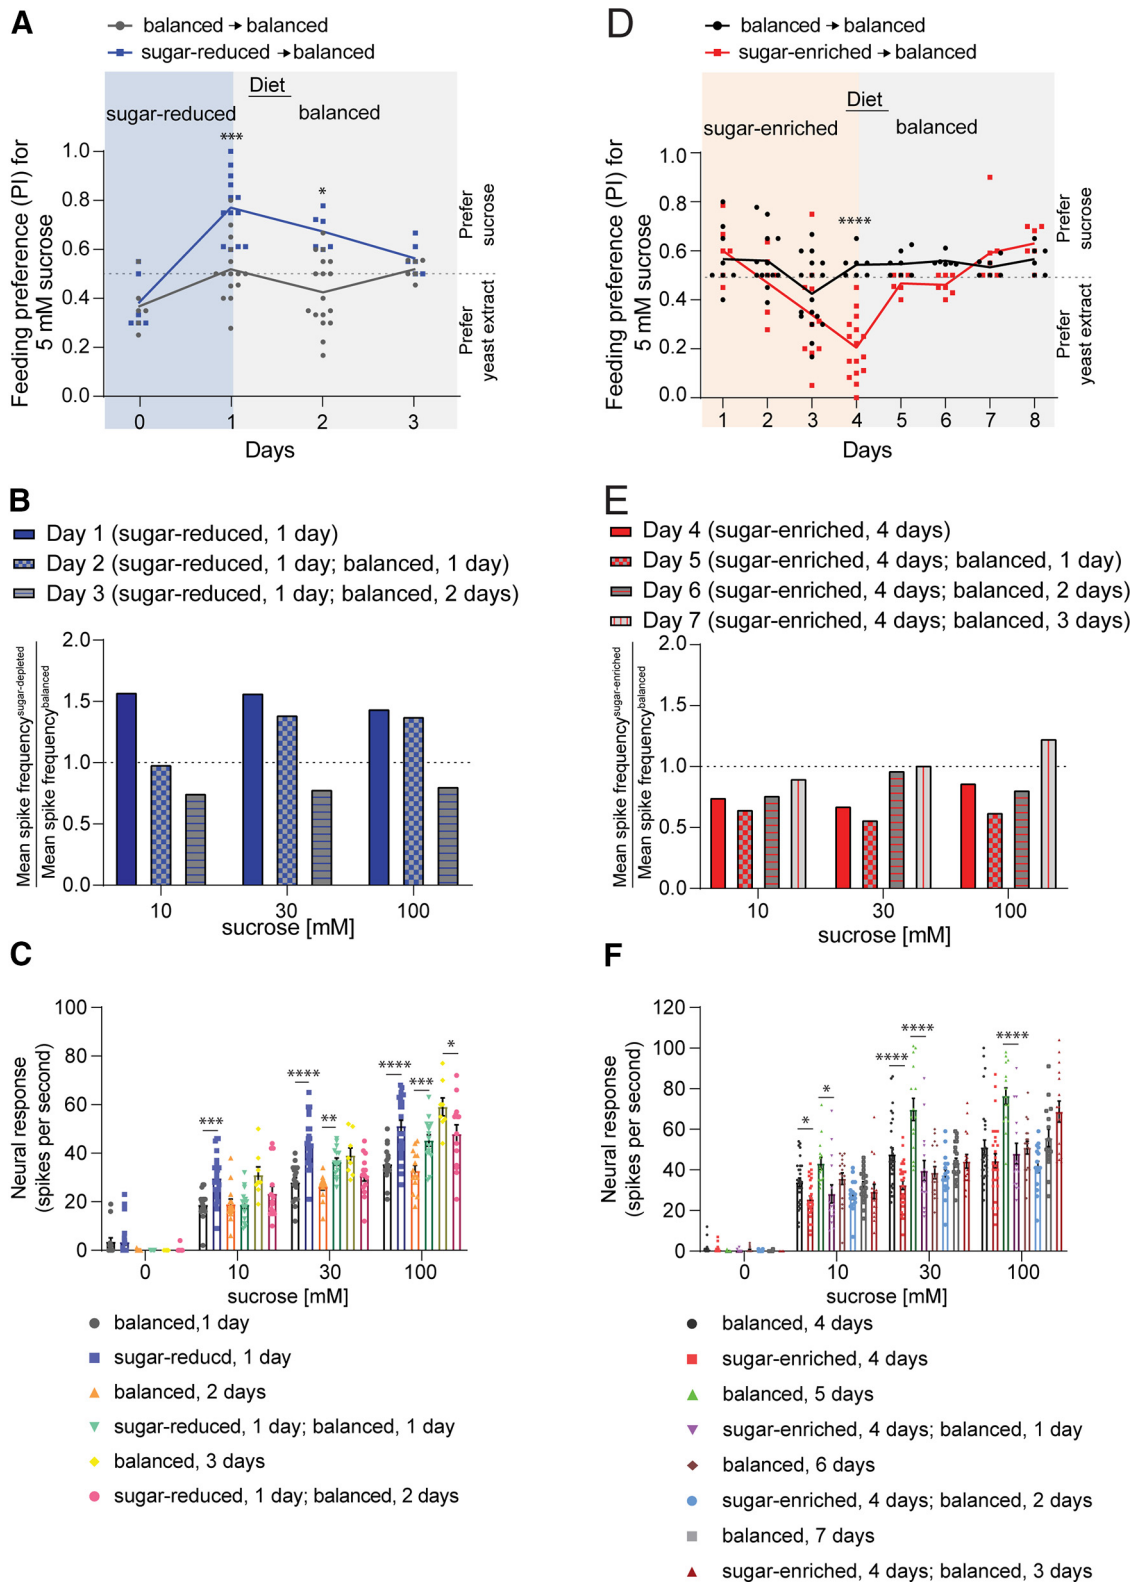 A
balanced → balanced
sugar-reduced → balanced
Diet
sugar-reduced
balanced
***
*
1.0
0.8
0.6
0.4
0.2
0.0
Feeding preference (PI) for
5 mM sucrose
Prefer
sucrose
Prefer
yeast extract
0 1 2 3
Days
B
Day 1 (sugar-reduced, 1 day)
Day 2 (sugar-reduced, 1 day; balanced, 1 day)
Day 3 (sugar-reduced, 1 day; balanced, 2 days)
Mean spike frequency sugar-depleted
Mean spike frequency balanced
2.0
1.5
1.0
0.5
0.0
10 30 100
sucrose [mM]
C
Neural response
(spikes per second)
100
80
60
40
20
0
***
****
**
****
***
*
0 10 30 100
sucrose [mM]
balanced,1 day
sugar-reducd, 1 day
balanced, 2 days
sugar-reduced, 1 day; balanced, 1 day
balanced, 3 days
sugar-reduced, 1 day; balanced, 2 days
D
balanced → balanced
sugar-enriched → balanced
Diet
sugar-enriched
balanced
****
1.0
0.8
0.6
0.4
0.2
0.0
Feeding preference (PI) for
5 mM sucrose
Prefer
sucrose
Prefer
yeast extract
1 2 3 4 5 6 7 8
Days
E
Day 4 (sugar-enriched, 4 days)
Day 5 (sugar-enriched, 4 days; balanced, 1 day)
Day 6 (sugar-enriched, 4 days; balanced, 2 days)
Day 7 (sugar-enriched, 4 days; balanced, 3 days)
Mean spike frequency sugar-enriched
Mean spike frequency balanced
2.0
1.5
1.0
0.5
0.0
10 30 100
sucrose [mM]
F
Neural response
(spikes per second)
120
100
80
60
40
20
0
*
*
****
****
****
0 10 30 100
sucrose [mM]
balanced, 4 days
sugar-enriched, 4 days
balanced, 5 days
sugar-enriched, 4 days; balanced, 1 day
balanced, 6 days
sugar-enriched, 4 days; balanced, 2 days
balanced, 7 days
sugar-enriched, 4 days; balanced, 3 days